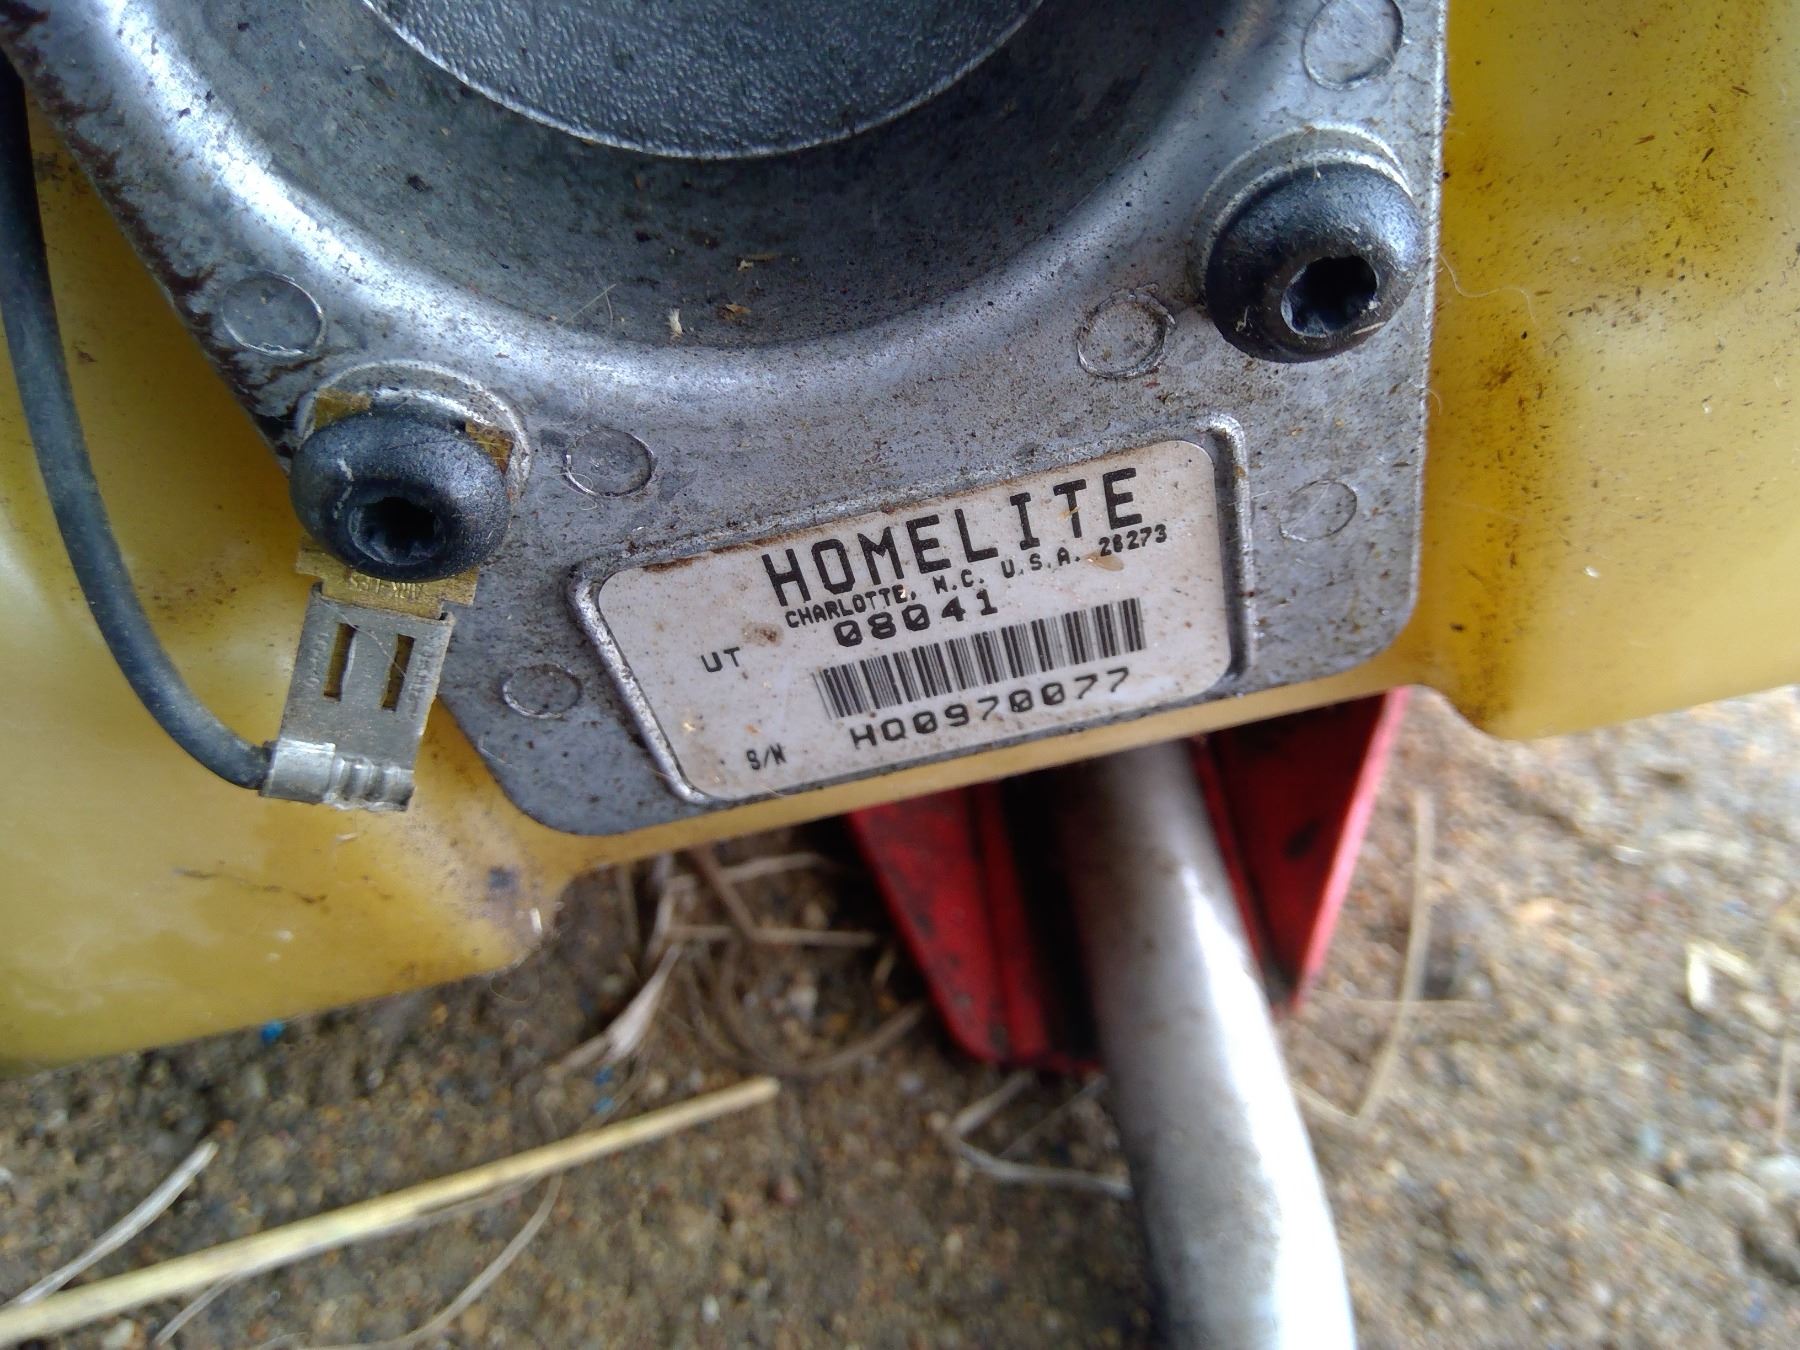 HOMELITE
CHARLOTTE, N.C. U.S.A. 28273
UT 08041
S/N HQ0970077